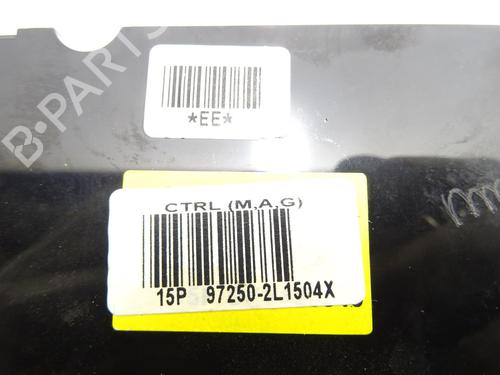 B-PARTS
*EE*
CTRL (M,A,G)
15P 97250-2L1504X